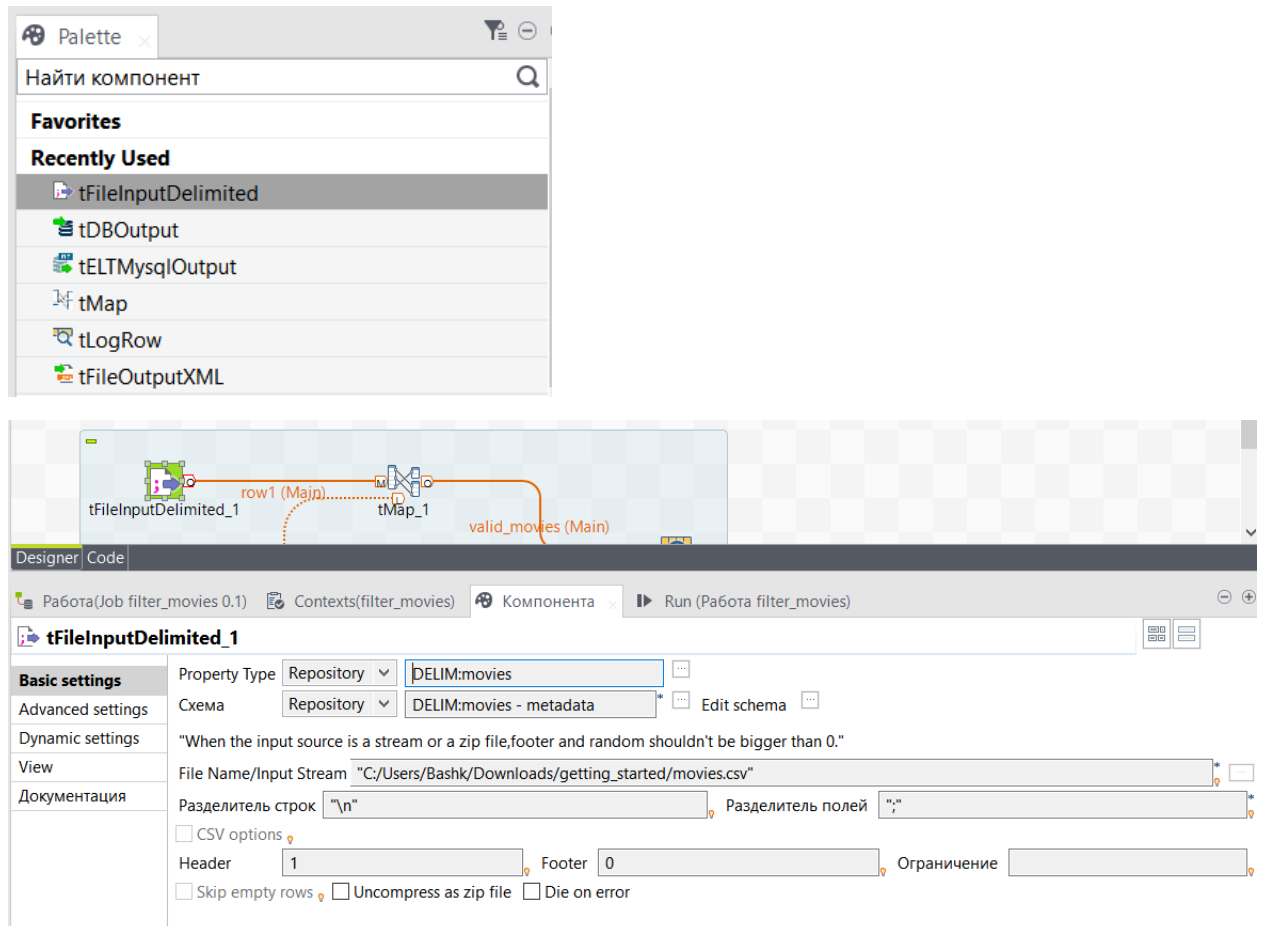 Palette
Найти компонент
Favorites
Recently Used
tFileInputDelimited
tDBOutput
tELTMysqlOutput
tMap
tLogRow
tFileOutputXML
tFileInputDelimited_1
row1 (Main)
tMap_1
valid_movies (Main)
Designer Code
Работа(Job filter_movies 0.1) Contexts(filter_movies) Компонента Run (Работа filter_movies)
tFileInputDelimited_1
Basic settings
Advanced settings
Dynamic settings
View
Документация
Property Type Repository DELIM:movies
Схема Repository DELIM:movies - metadata * Edit schema
"When the input source is a stream or a zip file,footer and random shouldn't be bigger than 0."
File Name/Input Stream "C:/Users/Bashk/Downloads/getting_started/movies.csv" *
Разделитель строк "\n" Разделитель полей ";" *
CSV options
Header 1 Footer 0 Ограничение
Skip empty rows Uncompress as zip file Die on error